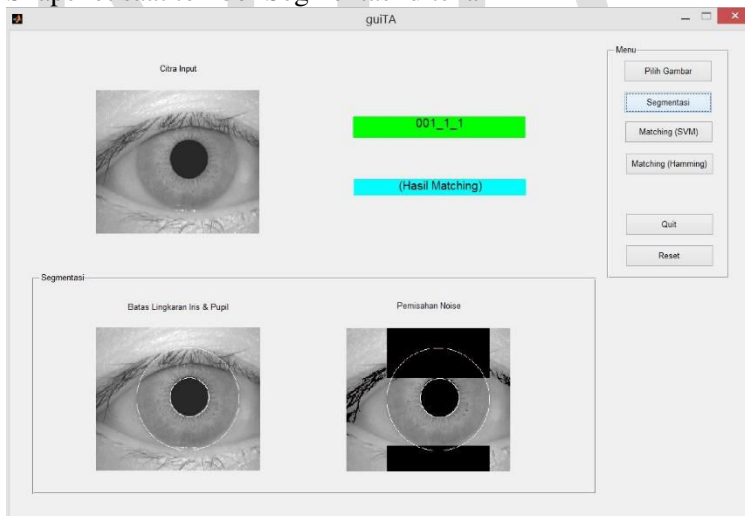 guiTA
Citra Input
001_1_1
(Hasil Matching)
Menu
Pilih Gambar
Segmentasi
Matching (SVM)
Matching (Hamming)
Quit
Reset
Segmentasi
Batas Lingkaran Iris & Pupil
Pemisahan Noise